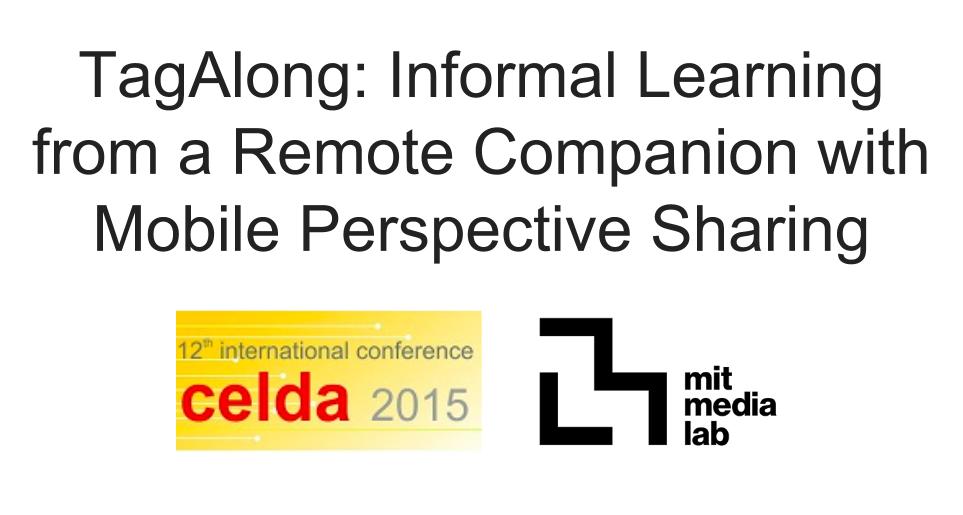 TagAlong: Informal Learning
from a Remote Companion with
Mobile Perspective Sharing
12th international conference
celda 2015
mit
media
lab